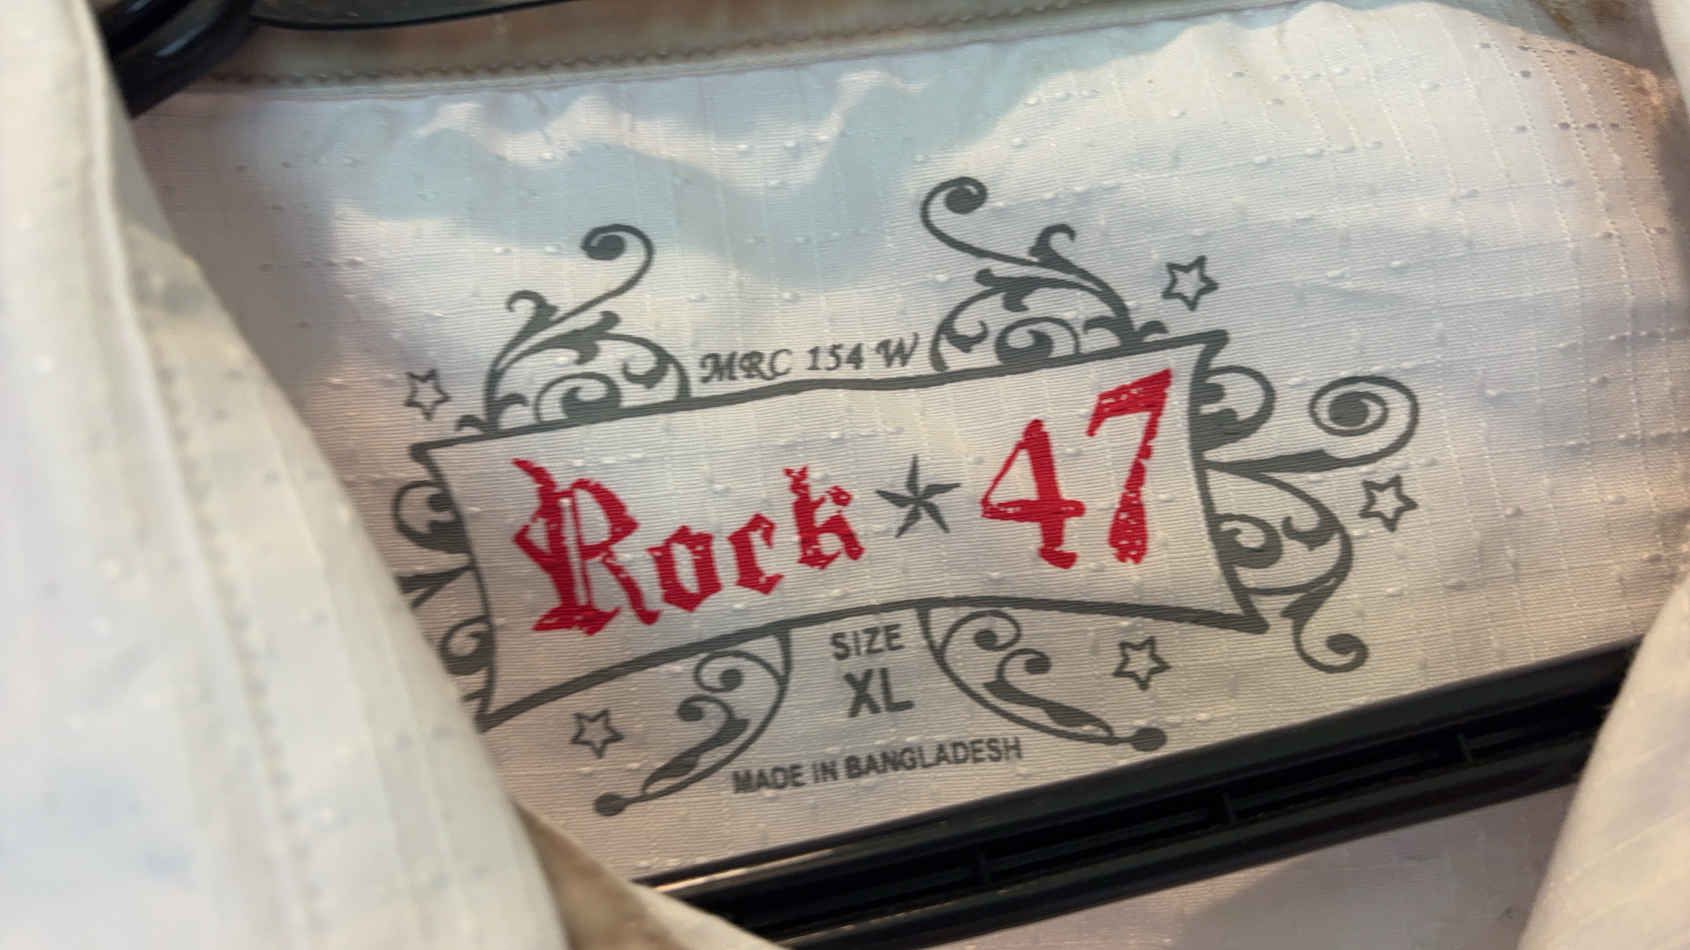 MRC 154 W
Rock 47
SIZE
XL
MADE IN BANGLADESH